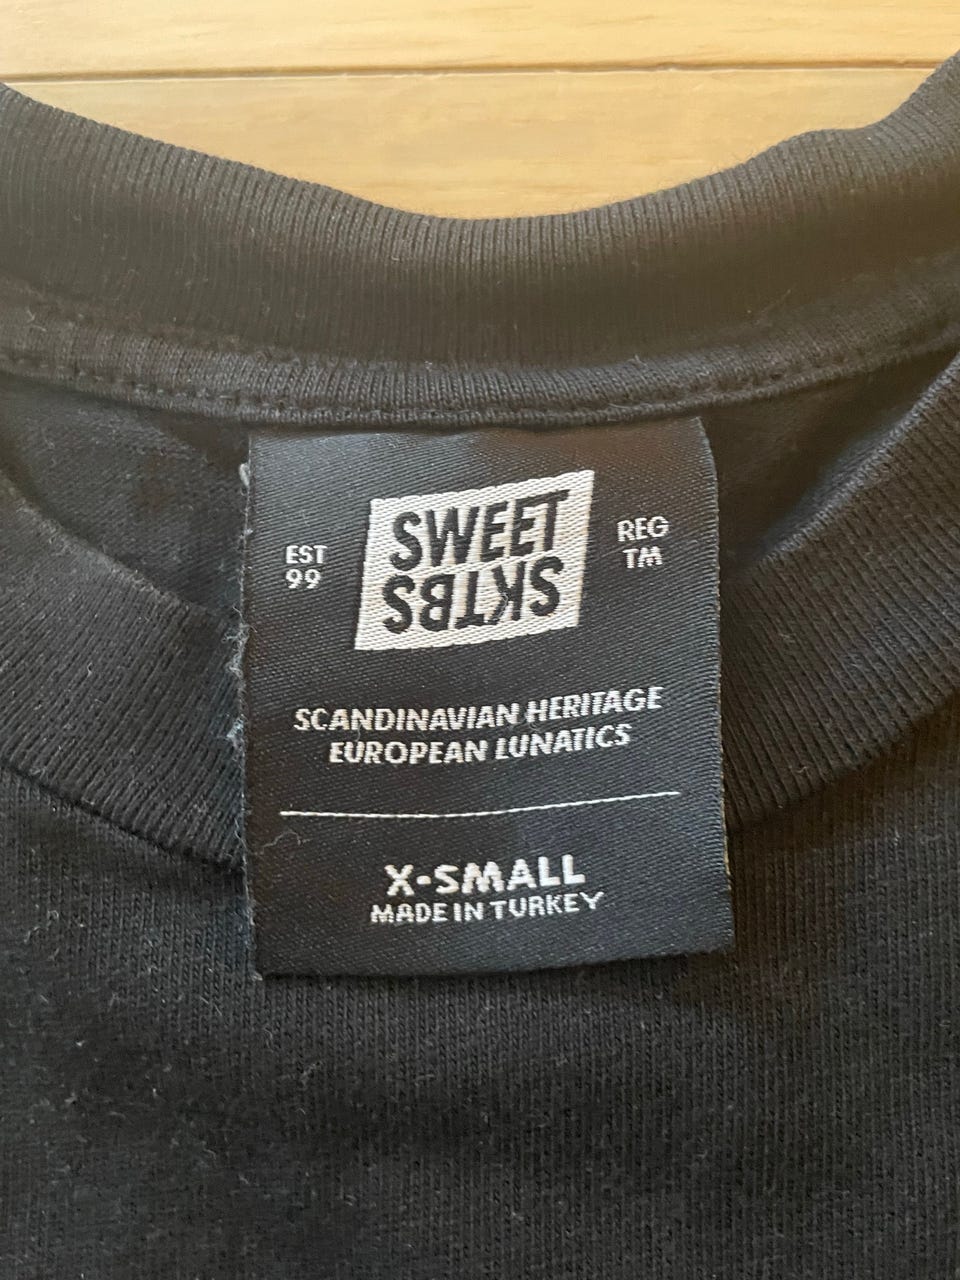 EST
99
SWEET
SKTBS
REG
TM
SCANDINAVIAN HERITAGE
EUROPEAN LUNATICS
X-SMALL
MADE IN TURKEY